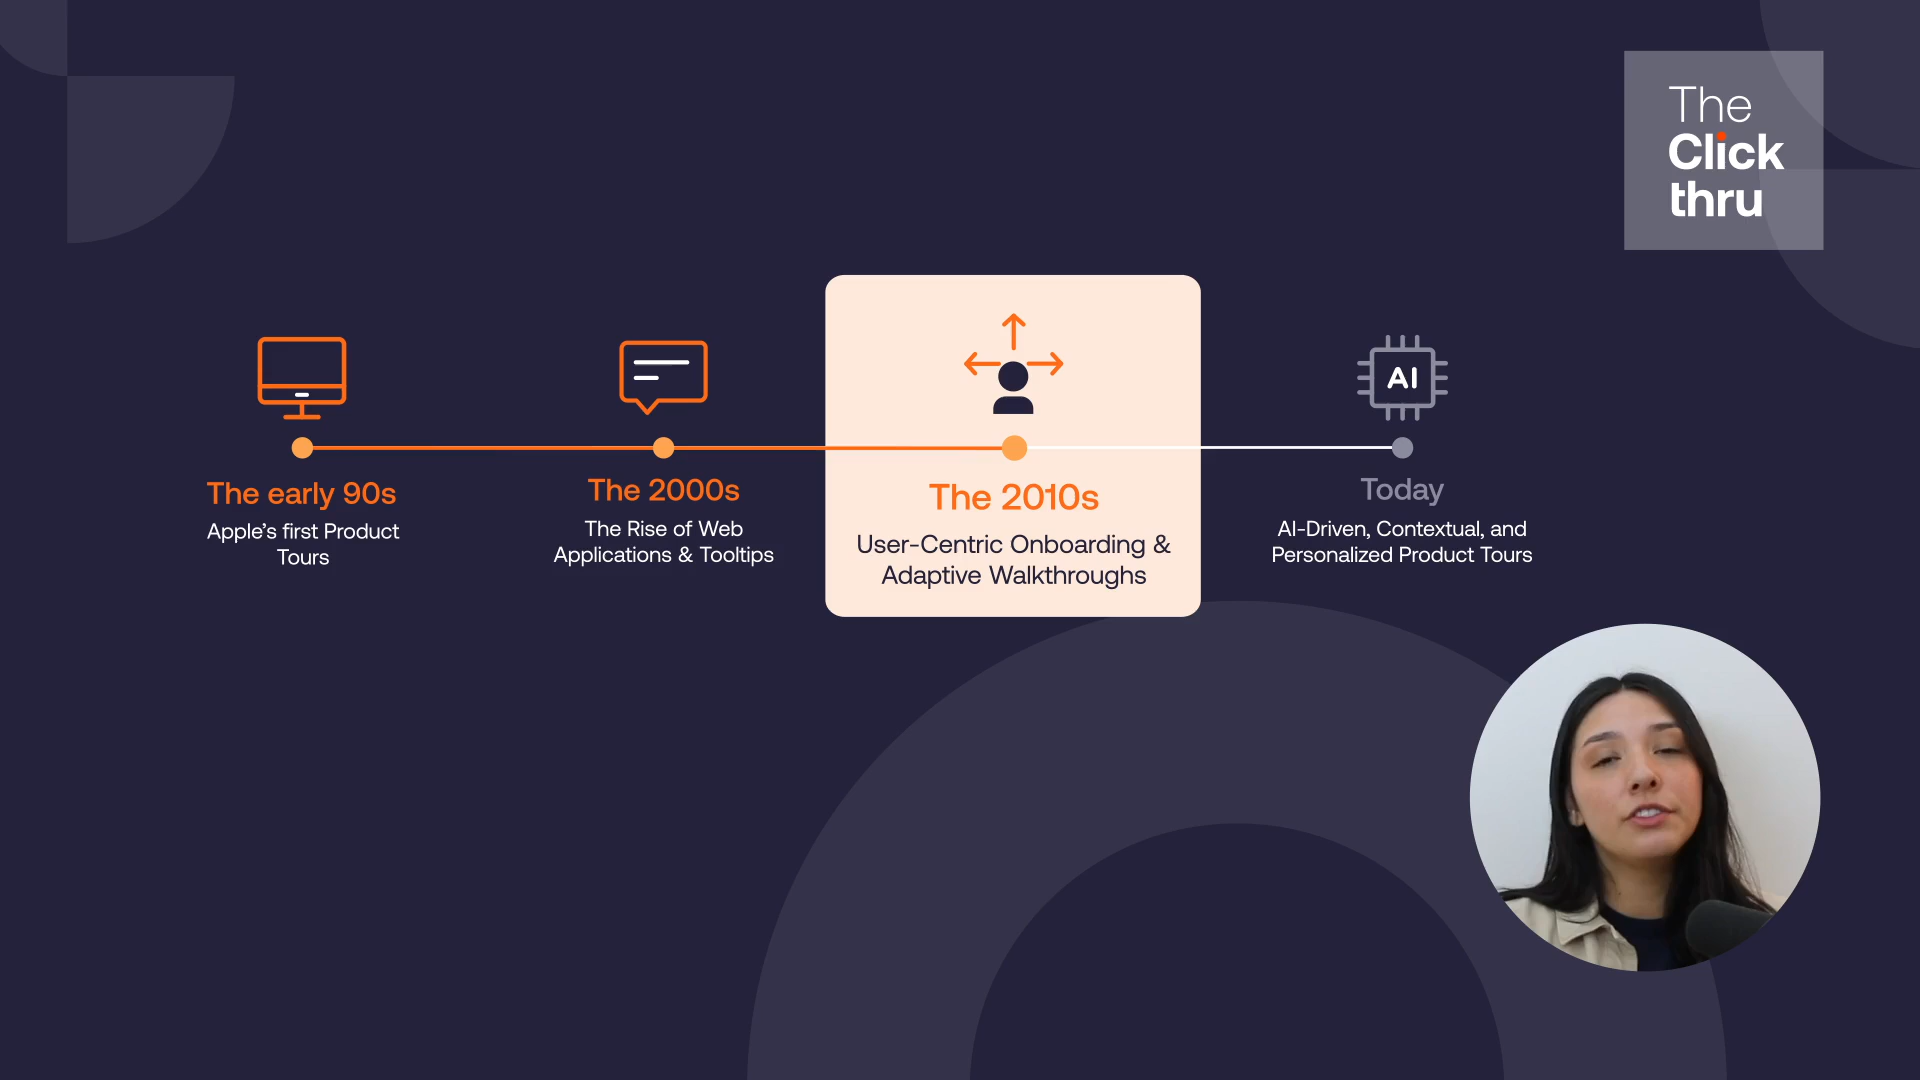 The
Click
thru
AI
The early 90s
Apple’s first Product
Tours
The 2000s
The Rise of Web
Applications & Tooltips
The 2010s
User-Centric Onboarding &
Adaptive Walkthroughs
Today
AI-Driven, Contextual, and
Personalized Product Tours